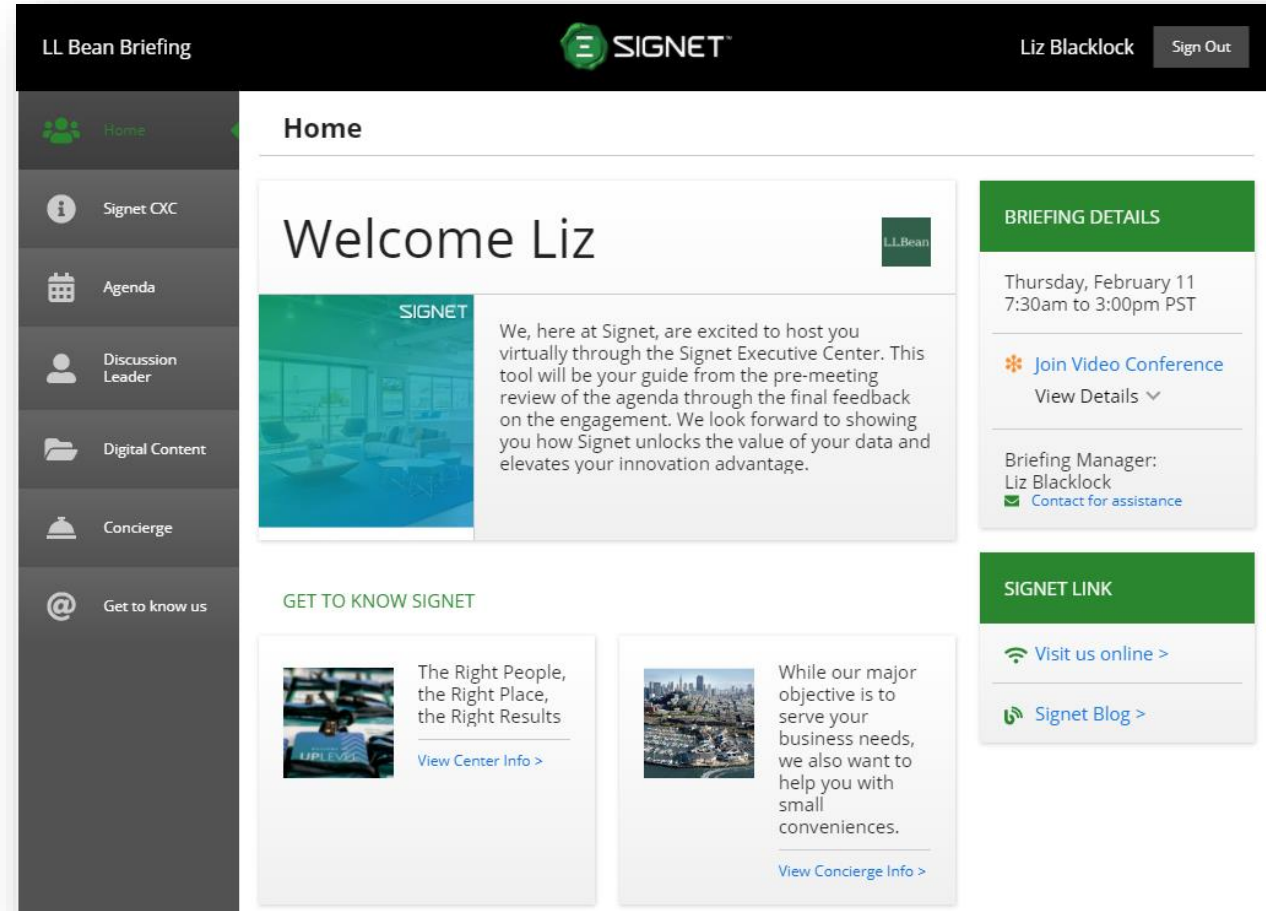 LL Bean Briefing
SIGNET™
Liz Blacklock
Sign Out
Home
Signet CXC
Agenda
Discussion
Leader
Digital Content
Concierge
Get to know us
Home
Welcome Liz
L.L.Bean
SIGNET
We, here at Signet, are excited to host you
virtually through the Signet Executive Center. This
tool will be your guide from the pre-meeting
review of the agenda through the final feedback
on the engagement. We look forward to showing
you how Signet unlocks the value of your data and
elevates your innovation advantage.
GET TO KNOW SIGNET
UPLEVEL
The Right People,
the Right Place,
the Right Results
View Center Info >
While our major
objective is to
serve your
business needs,
we also want to
help you with
small
conveniences.
View Concierge Info >
BRIEFING DETAILS
Thursday, February 11
7:30am to 3:00pm PST
Join Video Conference
View Details
Briefing Manager:
Liz Blacklock
Contact for assistance
SIGNET LINK
Visit us online >
Signet Blog >